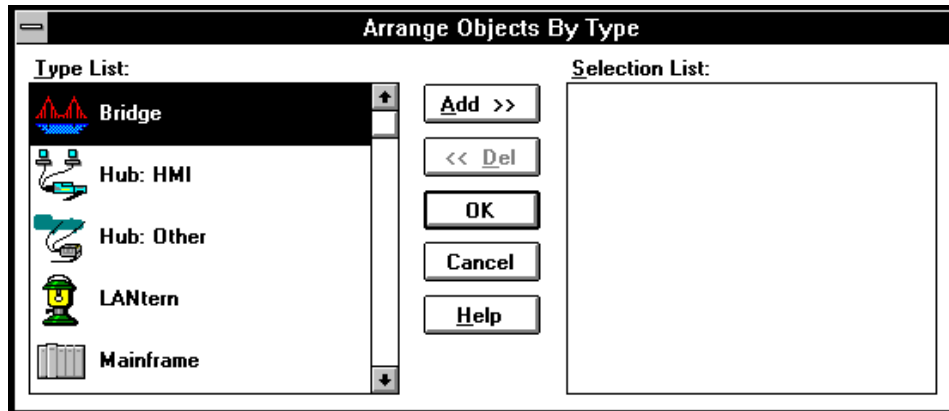 Arrange Objects By Type
Type List:
Bridge
Hub: HMI
Hub: Other
LANtern
Mainframe
Add >>
<< Del
OK
Cancel
Help
Selection List: